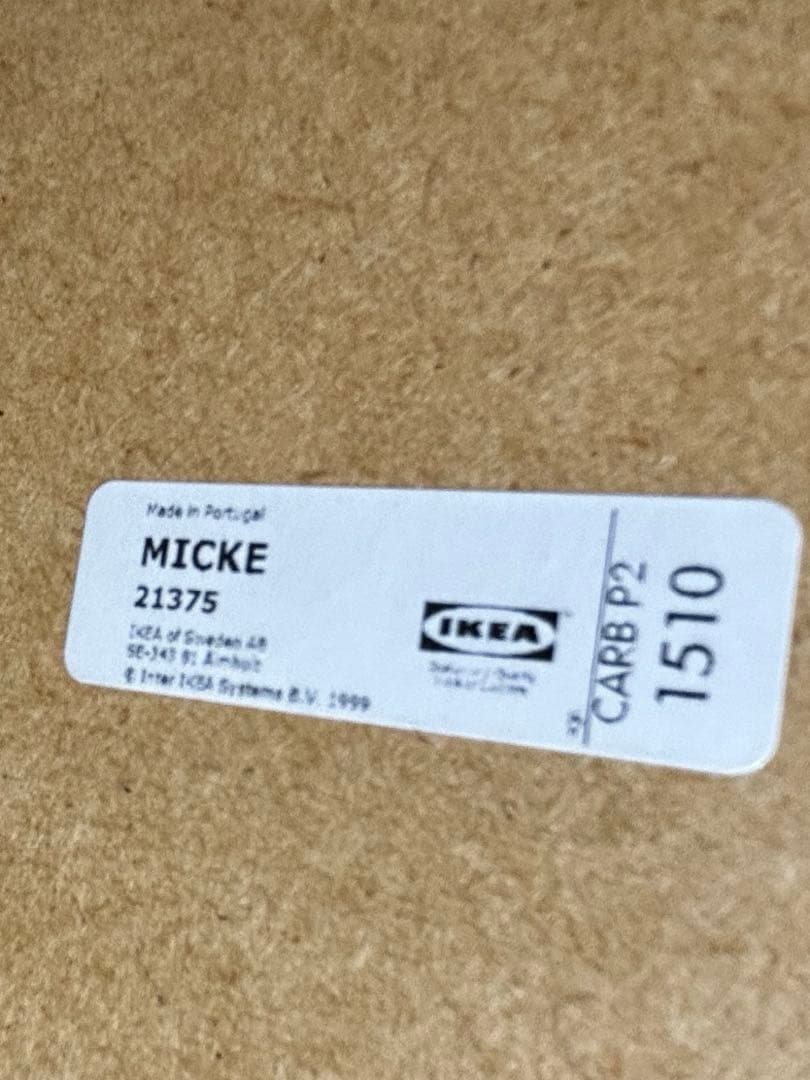 Made in Portugal
MICKE
21375
IKEA of Sweden AB
SE-343 81 Älmhult
© Inter IKEA Systems B.V. 1999
IKEA
CARB P2
1510